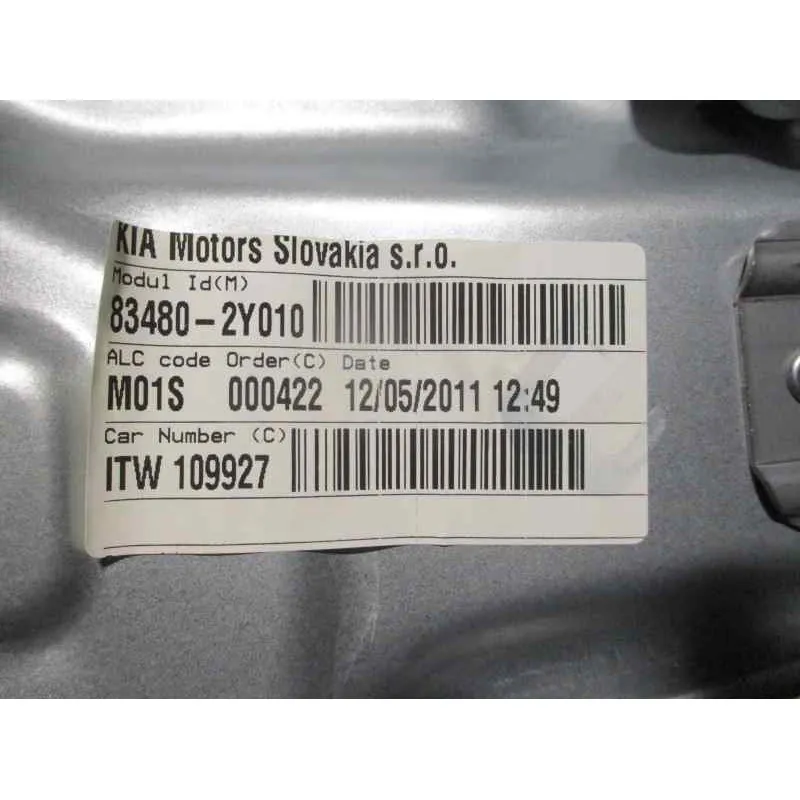 KIA Motors Slovakia s.r.o.
Modul Id(M)
83480-2Y010
ALC code Order(C) Date
M01S 000422 12/05/2011 12:49
Car Number (C)
ITW 109927